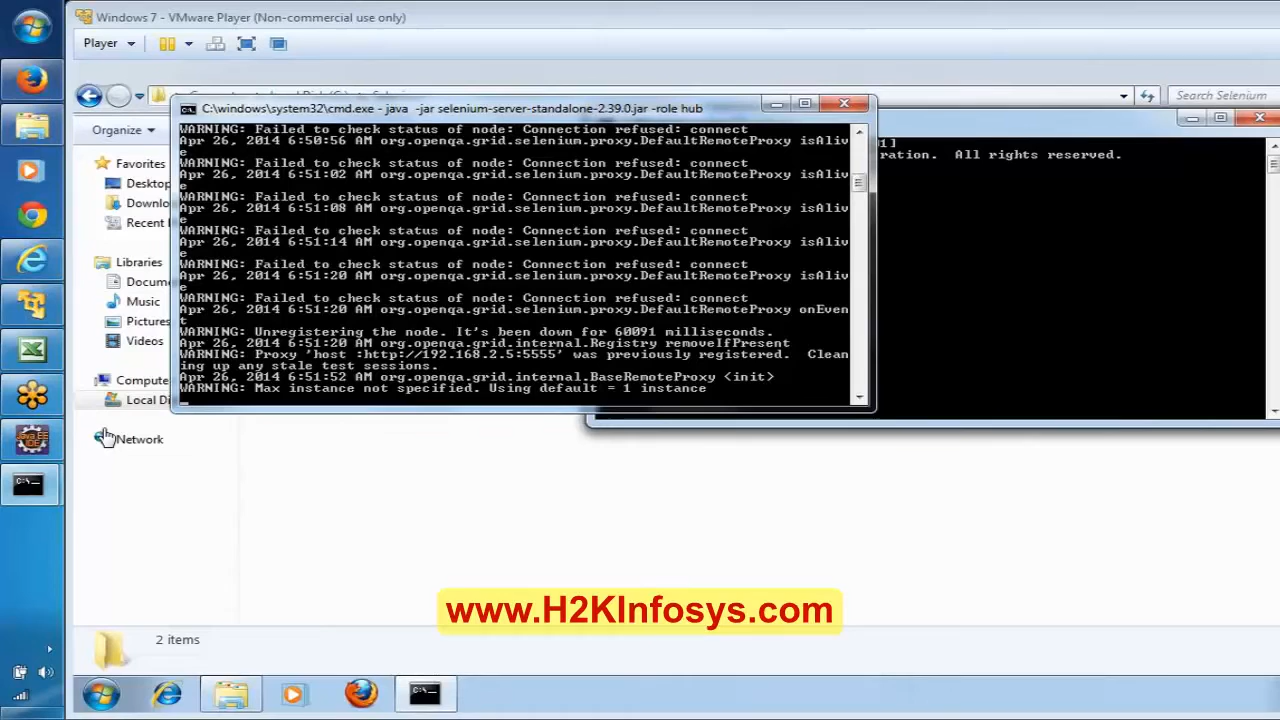 Windows 7 - VMware Player (Non-commercial use only)
Player
C:\windows\system32\cmd.exe - java -jar selenium-server-standalone-2.39.0.jar -role hub
Search Selenium
Organize
Favorites
Desktop
Downlo
Recent
Libraries
Docum
Music
Pictures
Videos
Compute
Local Di
Network
WARNING: Failed to check status of node: Connection refused: connect
Apr 26, 2014 6:50:56 AM org.openqa.grid.selenium.proxy.DefaultRemoteProxy isAliv
e
WARNING: Failed to check status of node: Connection refused: connect
Apr 26, 2014 6:51:02 AM org.openqa.grid.selenium.proxy.DefaultRemoteProxy isAliv
e
WARNING: Failed to check status of node: Connection refused: connect
Apr 26, 2014 6:51:08 AM org.openqa.grid.selenium.proxy.DefaultRemoteProxy isAliv
e
WARNING: Failed to check status of node: Connection refused: connect
Apr 26, 2014 6:51:14 AM org.openqa.grid.selenium.proxy.DefaultRemoteProxy isAliv
e
WARNING: Failed to check status of node: Connection refused: connect
Apr 26, 2014 6:51:20 AM org.openqa.grid.selenium.proxy.DefaultRemoteProxy isAliv
e
WARNING: Failed to check status of node: Connection refused: connect
Apr 26, 2014 6:51:20 AM org.openqa.grid.selenium.proxy.DefaultRemoteProxy onEven
t
WARNING: Unregistering the node. It's been down for 60091 milliseconds.
Apr 26, 2014 6:51:20 AM org.openqa.grid.internal.Registry removeIfPresent
WARNING: Proxy 'host :http://192.168.2.5:5555' was previously registered. Clean
ing up any stale test sessions.
Apr 26, 2014 6:51:52 AM org.openqa.grid.internal.BaseRemoteProxy <init>
WARNING: Max instance not specified. Using default = 1 instance
01]
ration. All rights reserved.
www.H2KInfosys.com
2 items